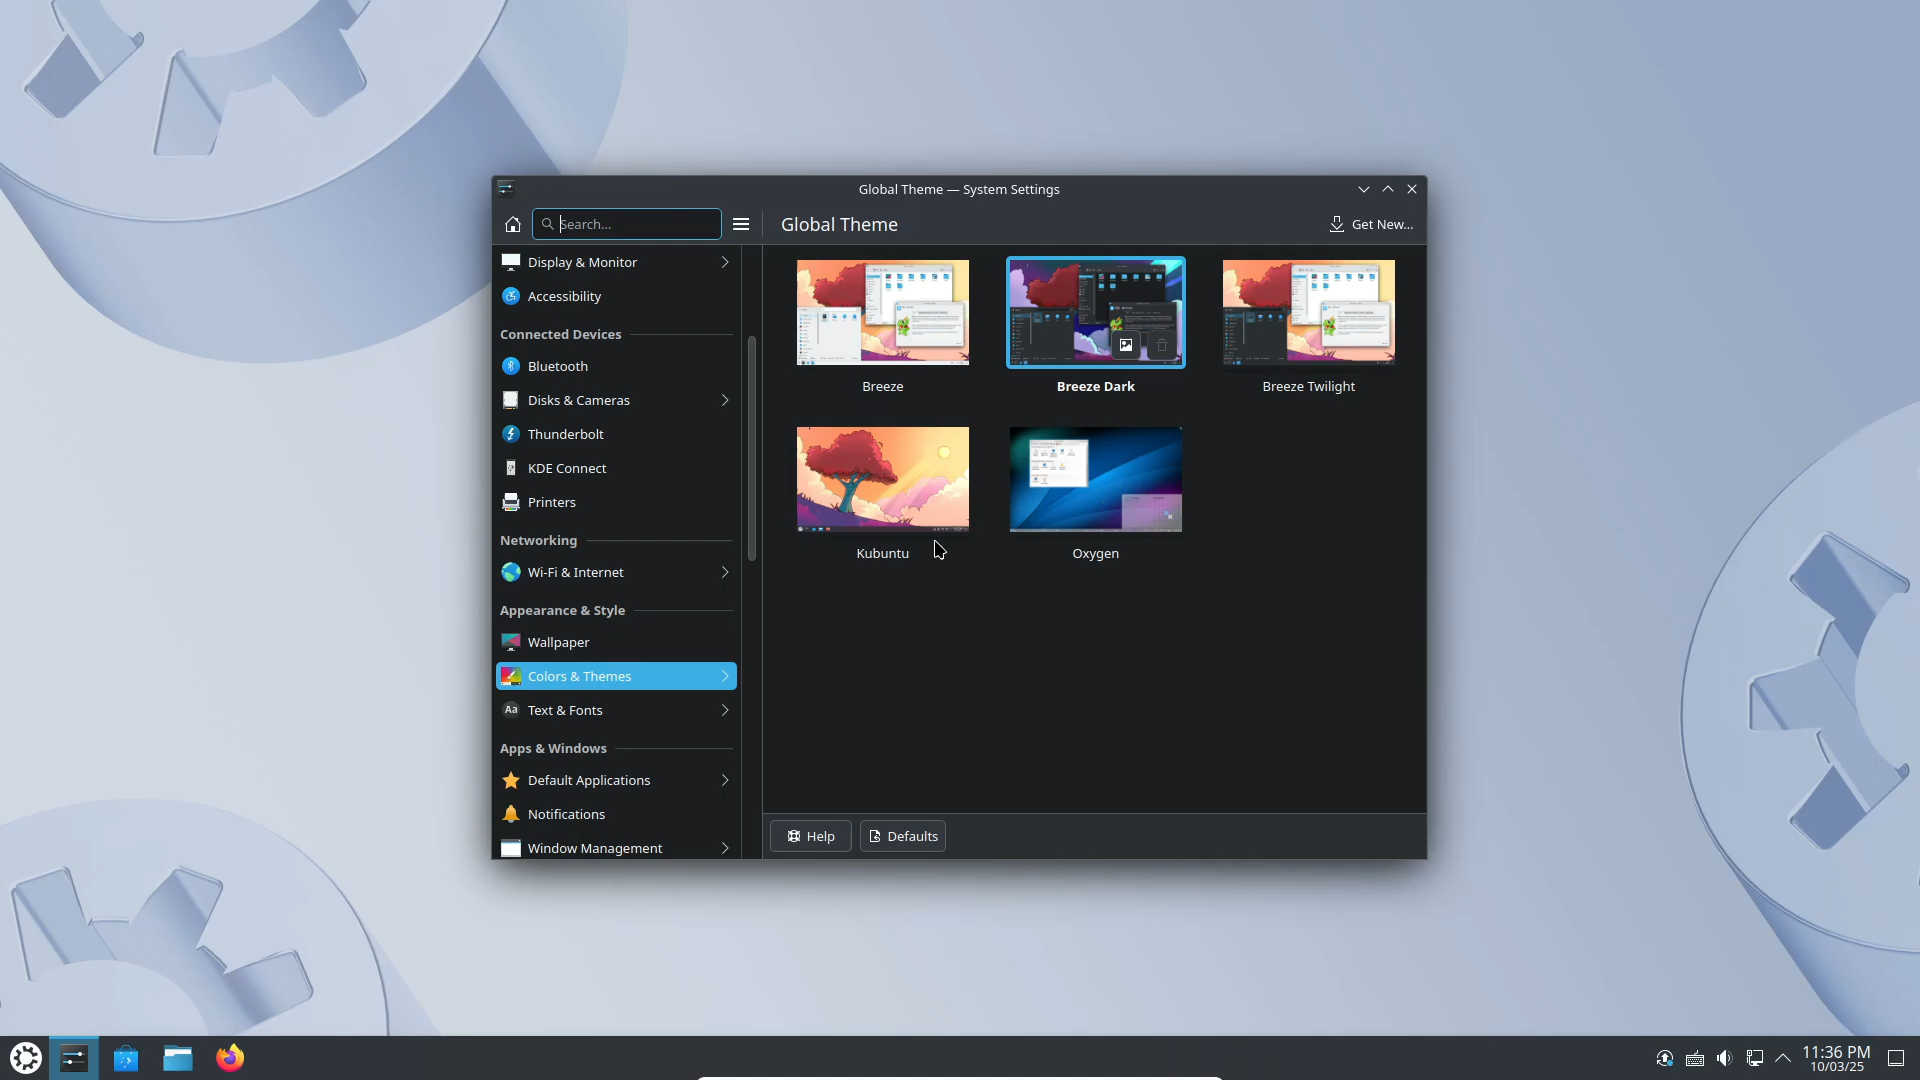 Global Theme — System Settings
Search...
Global Theme
Get New...
Display & Monitor
Accessibility
Connected Devices
Bluetooth
Disks & Cameras
Thunderbolt
KDE Connect
Printers
Networking
Wi-Fi & Internet
Appearance & Style
Wallpaper
Colors & Themes
Aa Text & Fonts
Apps & Windows
Default Applications
Notifications
Window Management
Breeze
Breeze Dark
Breeze Twilight
Kubuntu
Oxygen
Help
Defaults
11:36 PM
10/03/25